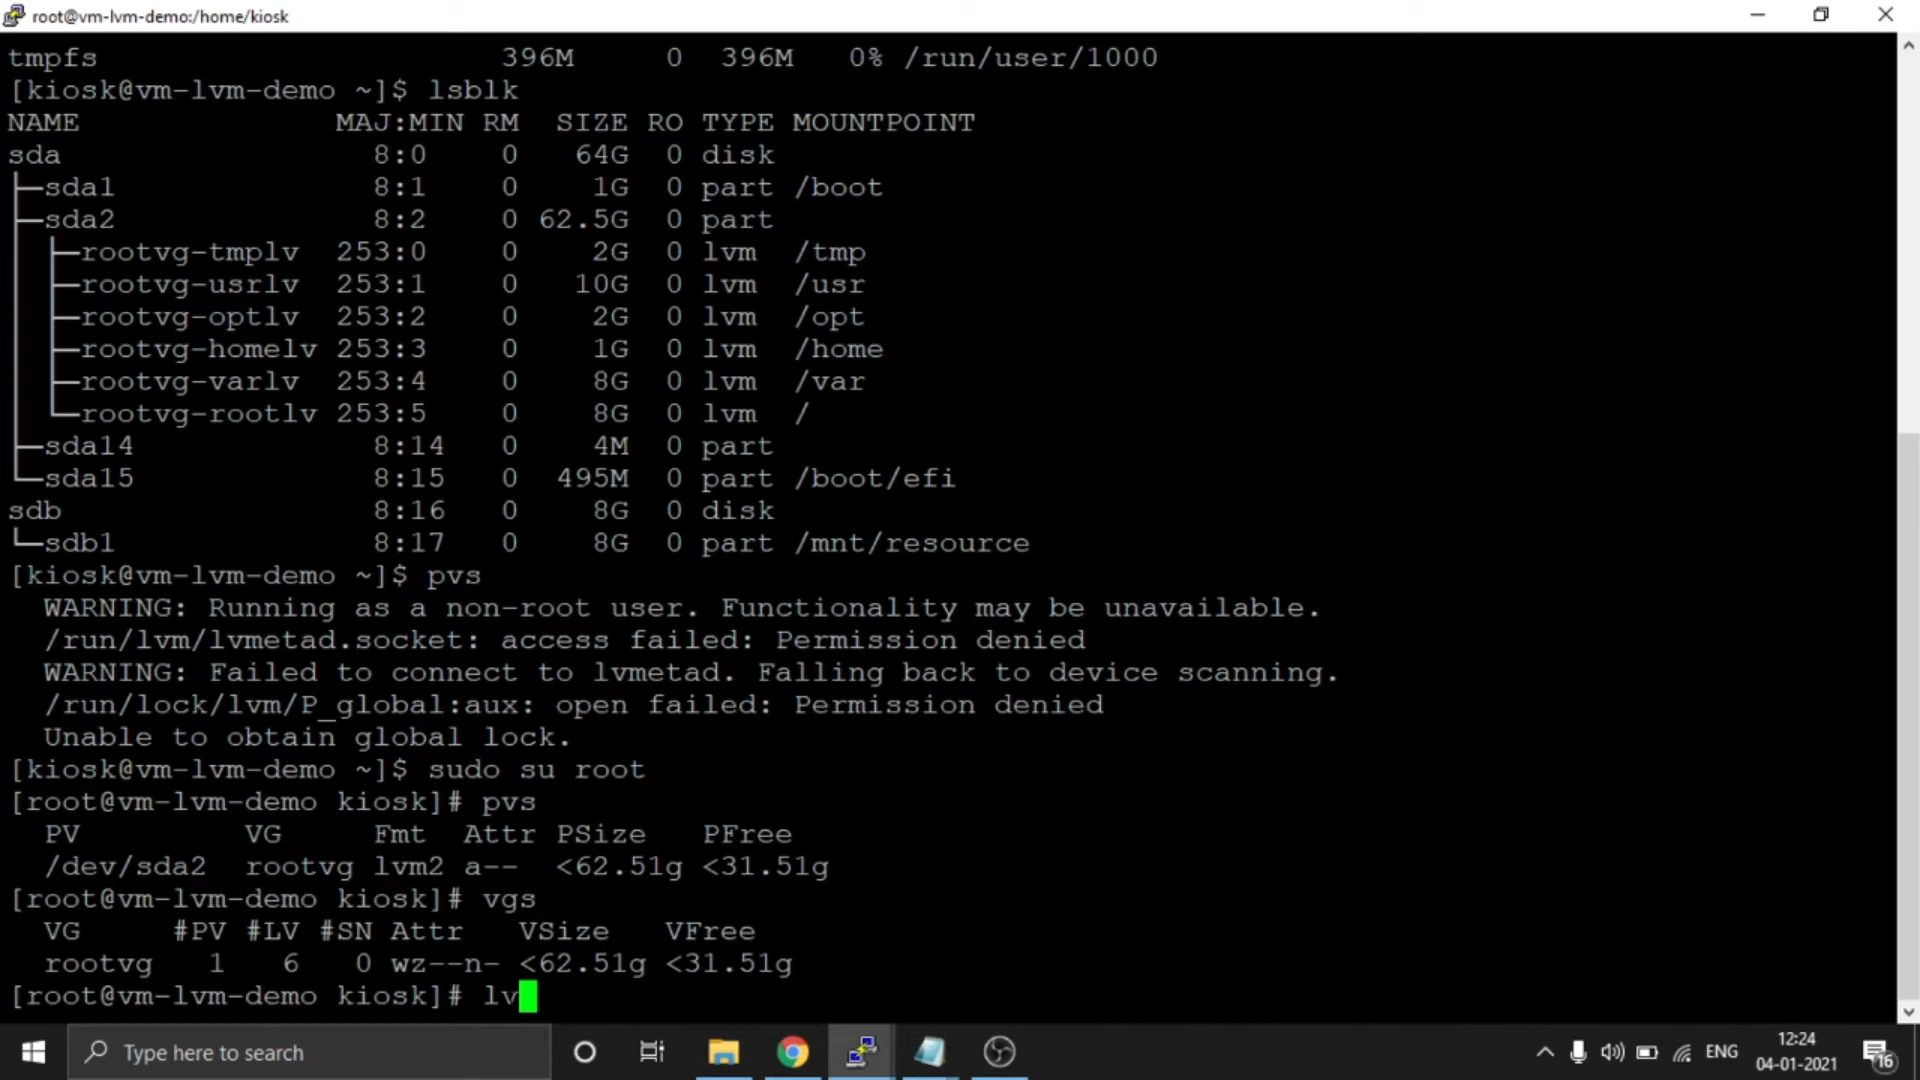 root@vm-lvm-demo:/home/kiosk
tmpfs 396M 0 396M 0% /run/user/1000
[kiosk@vm-lvm-demo ~]$ lsblk
NAME MAJ:MIN RM SIZE RO TYPE MOUNTPOINT
sda 8:0 0 64G 0 disk
├─sda1 8:1 0 1G 0 part /boot
├─sda2 8:2 0 62.5G 0 part
│ ├─rootvg-tmplv 253:0 0 2G 0 lvm /tmp
│ ├─rootvg-usrlv 253:1 0 10G 0 lvm /usr
│ ├─rootvg-optlv 253:2 0 2G 0 lvm /opt
│ ├─rootvg-homelv 253:3 0 1G 0 lvm /home
│ ├─rootvg-varlv 253:4 0 8G 0 lvm /var
│ └─rootvg-rootlv 253:5 0 8G 0 lvm /
├─sda14 8:14 0 4M 0 part
└─sda15 8:15 0 495M 0 part /boot/efi
sdb 8:16 0 8G 0 disk
└─sdb1 8:17 0 8G 0 part /mnt/resource
[kiosk@vm-lvm-demo ~]$ pvs
WARNING: Running as a non-root user. Functionality may be unavailable.
/run/lvm/lvmetad.socket: access failed: Permission denied
WARNING: Failed to connect to lvmetad. Falling back to device scanning.
/run/lock/lvm/P_global:aux: open failed: Permission denied
Unable to obtain global lock.
[kiosk@vm-lvm-demo ~]$ sudo su root
[root@vm-lvm-demo kiosk]# pvs
PV VG Fmt Attr PSize PFree
/dev/sda2 rootvg lvm2 a-- <62.51g <31.51g
[root@vm-lvm-demo kiosk]# vgs
VG #PV #LV #SN Attr VSize VFree
rootvg 1 6 0 wz--n- <62.51g <31.51g
[root@vm-lvm-demo kiosk]# lv
Type here to search
ENG
12:24
04-01-2021
16